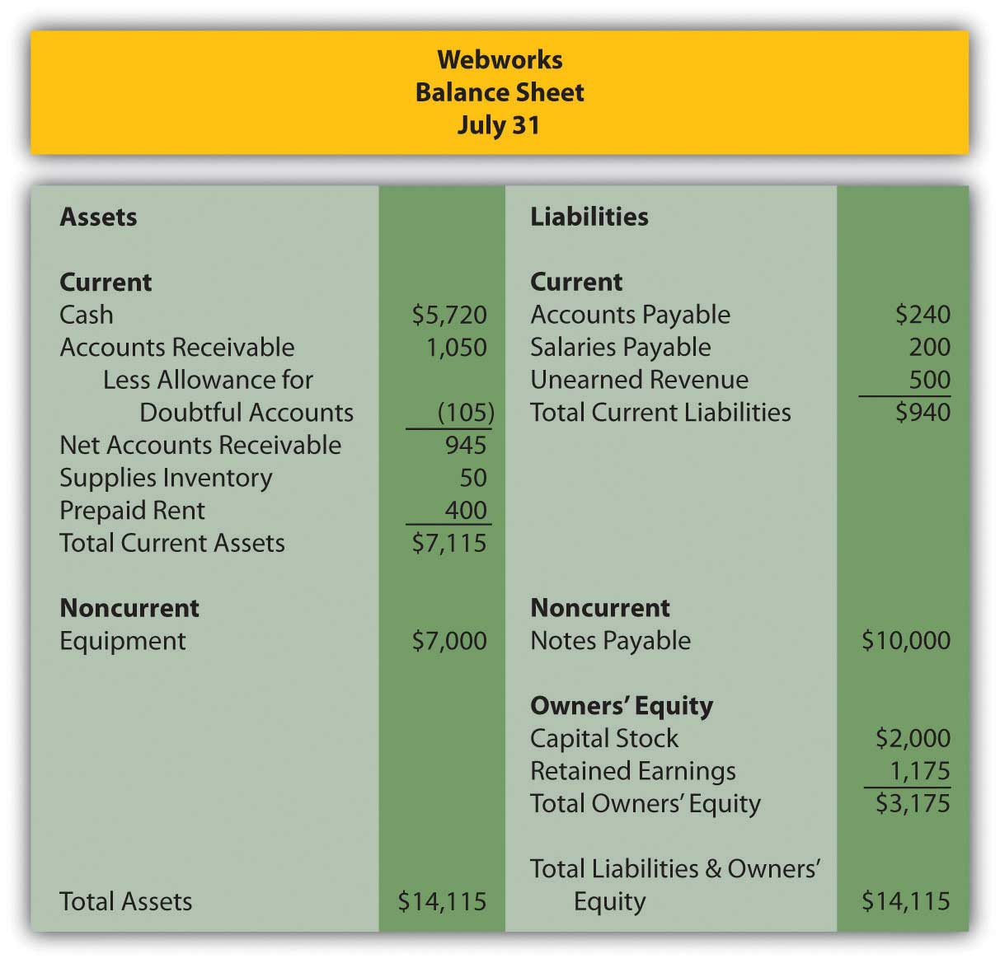 Webworks
Balance Sheet
July 31
Assets
Current
Cash $5,720
Accounts Receivable 1,050
Less Allowance for
Doubtful Accounts (105)
Net Accounts Receivable 945
Supplies Inventory 50
Prepaid Rent 400
Total Current Assets $7,115
Noncurrent
Equipment $7,000
Total Assets $14,115
Liabilities
Current
Accounts Payable $240
Salaries Payable 200
Unearned Revenue 500
Total Current Liabilities $940
Noncurrent
Notes Payable $10,000
Owners’ Equity
Capital Stock $2,000
Retained Earnings 1,175
Total Owners’ Equity $3,175
Total Liabilities & Owners’
Equity $14,115